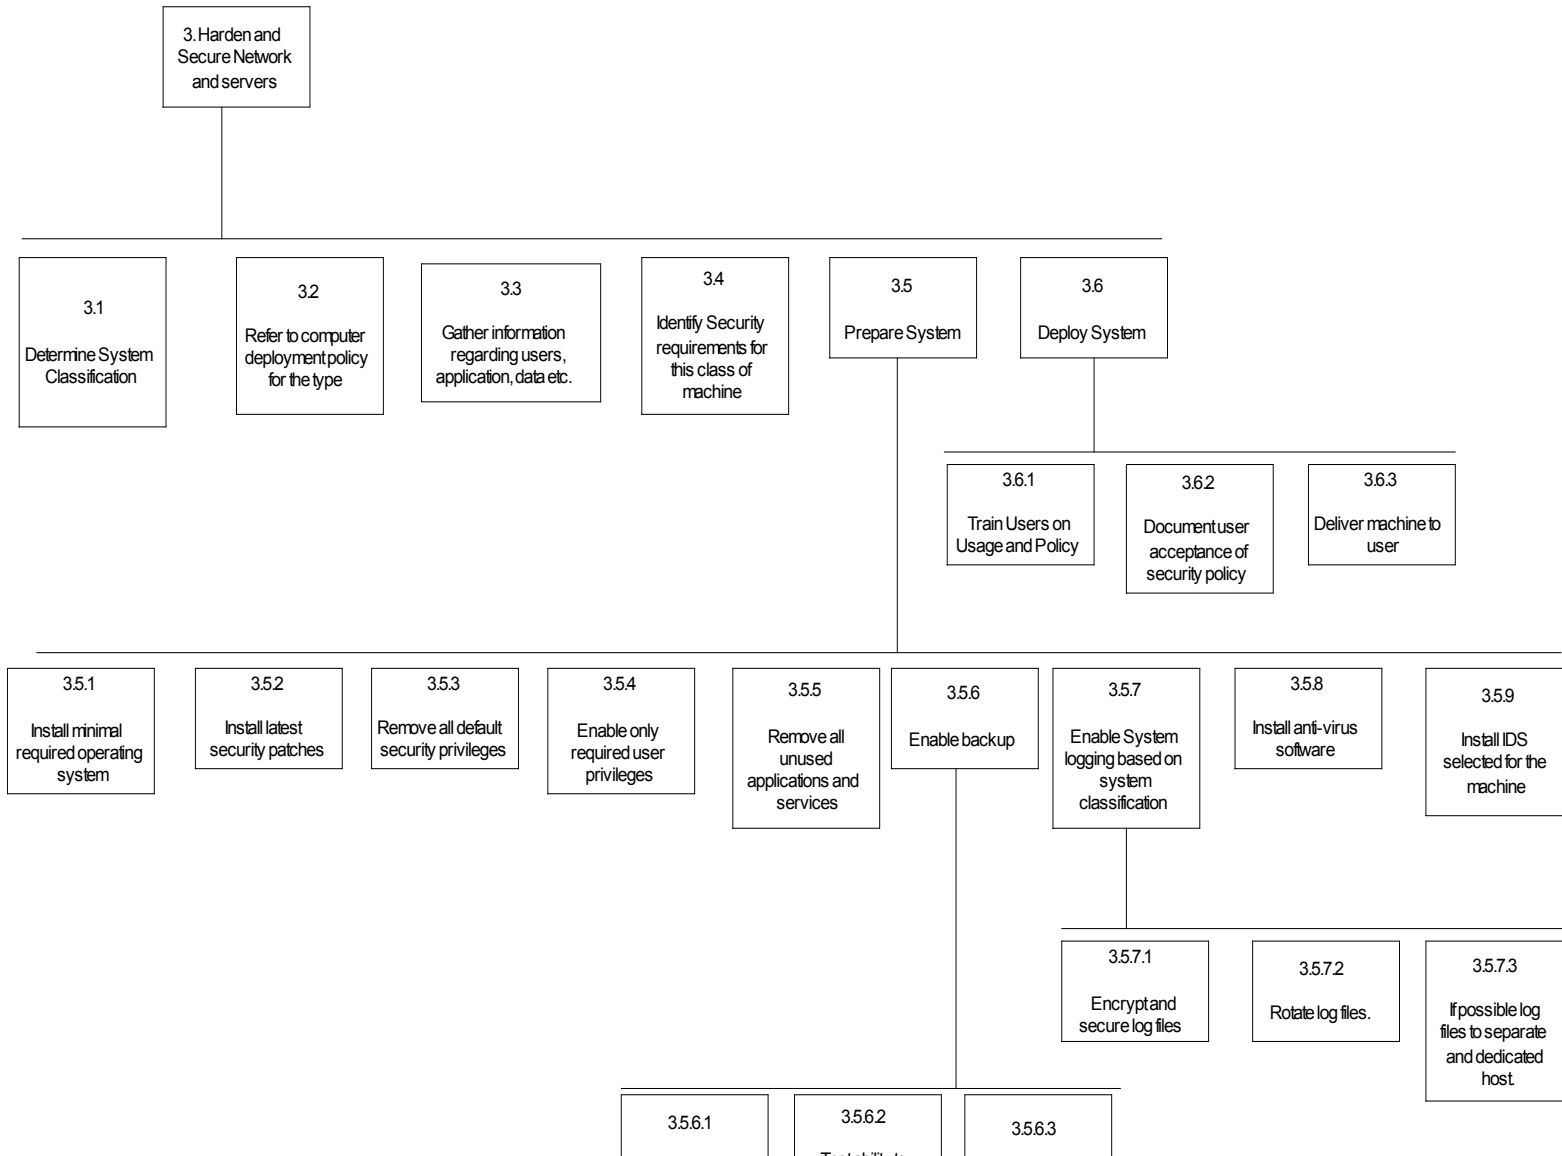 3. Harden and
Secure Network
and servers
3.1
Determine System
Classification
3.2
Refer to computer
deployment policy
for the type
3.3
Gather information
regarding users,
application, data etc.
3.4
Identify Security
requirements for
this class of
machine
3.5
Prepare System
3.6
Deploy System
3.6.1
Train Users on
Usage and Policy
3.6.2
Document user
acceptance of
security policy
3.6.3
Deliver machine to
user
3.5.1
Install minimal
required operating
system
3.5.2
Install latest
security patches
3.5.3
Remove all default
security privileges
3.5.4
Enable only
required user
privileges
3.5.5
Remove all
unused
applications and
services
3.5.6
Enable backup
3.5.7
Enable System
logging based on
system
classification
3.5.8
Install anti-virus
software
3.5.9
Install IDS
selected for the
machine
3.5.7.1
Encrypt and
secure log files
3.5.7.2
Rotate log files.
3.5.7.3
If possible log
files to separate
and dedicated
host.
3.5.6.1
3.5.6.2
3.5.6.3